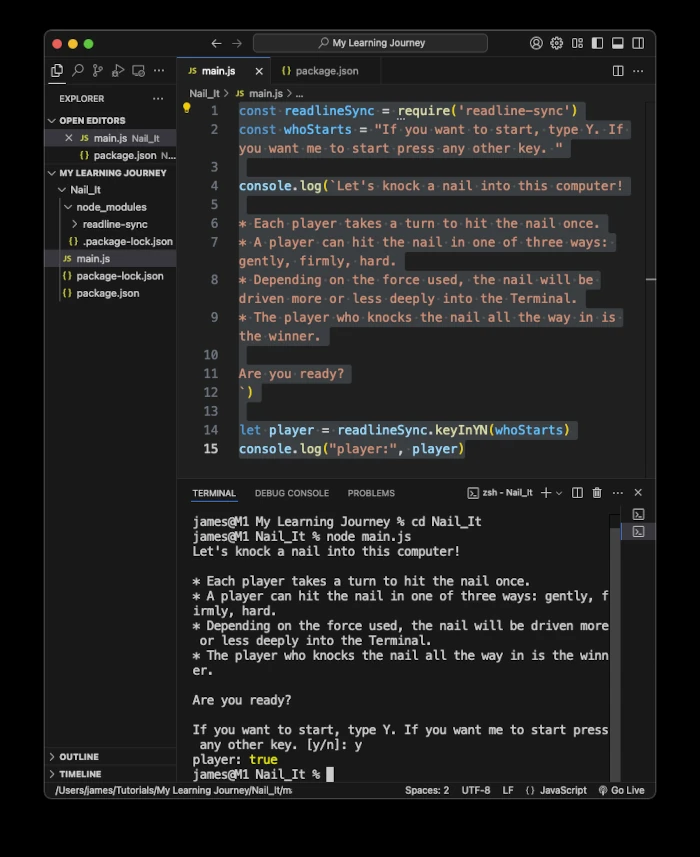 My Learning Journey
JS main.js
{} package.json
Nail_It > JS main.js > ...
EXPLORER
OPEN EDITORS
JS main.js Nail_It
{} package.json N...
MY LEARNING JOURNEY
Nail_It
node_modules
readline-sync
{} .package-lock.json
JS main.js
{} package-lock.json
{} package.json
OUTLINE
TIMELINE
1 const readlineSync = require('readline-sync')
2 const whoStarts = "If you want to start, type Y. If
you want me to start press any other key. "
3
4 console.log(`Let's knock a nail into this computer!
5
6 * Each player takes a turn to hit the nail once.
7 * A player can hit the nail in one of three ways:
gently, firmly, hard.
8 * Depending on the force used, the nail will be
driven more or less deeply into the Terminal.
9 * The player who knocks the nail all the way in is
the winner.
10
11 Are you ready?
12 `)
13
14 let player = readlineSync.keyInYN(whoStarts)
15 console.log("player:", player)
TERMINAL DEBUG CONSOLE PROBLEMS zsh - Nail_It
james@M1 My Learning Journey % cd Nail_It
james@M1 Nail_It % node main.js
Let's knock a nail into this computer!
* Each player takes a turn to hit the nail once.
* A player can hit the nail in one of three ways: gently, f
irmly, hard.
* Depending on the force used, the nail will be driven more
or less deeply into the Terminal.
* The player who knocks the nail all the way in is the winn
er.
Are you ready?
If you want to start, type Y. If you want me to start press
any other key. [y/n]: y
player: true
james@M1 Nail_It %
/Users/james/Tutorials/My Learning Journey/Nail_It/m
Spaces: 2 UTF-8 LF {} JavaScript Go Live